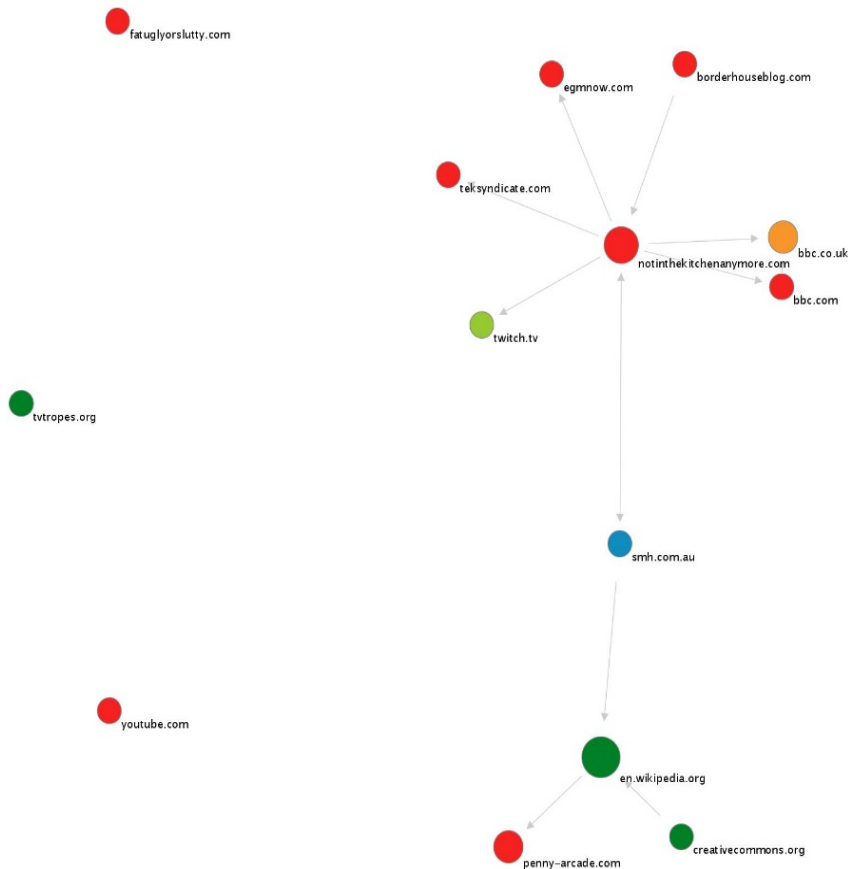 fatuglyorslutty.com
egmnow.com
borderhouseblog.com
teksyndicate.com
bbc.co.uk
notinthekitchenanymore.com
bbc.com
twitch.tv
tvtropes.org
smh.com.au
youtube.com
en.wikipedia.org
creativecommons.org
penny-arcade.com